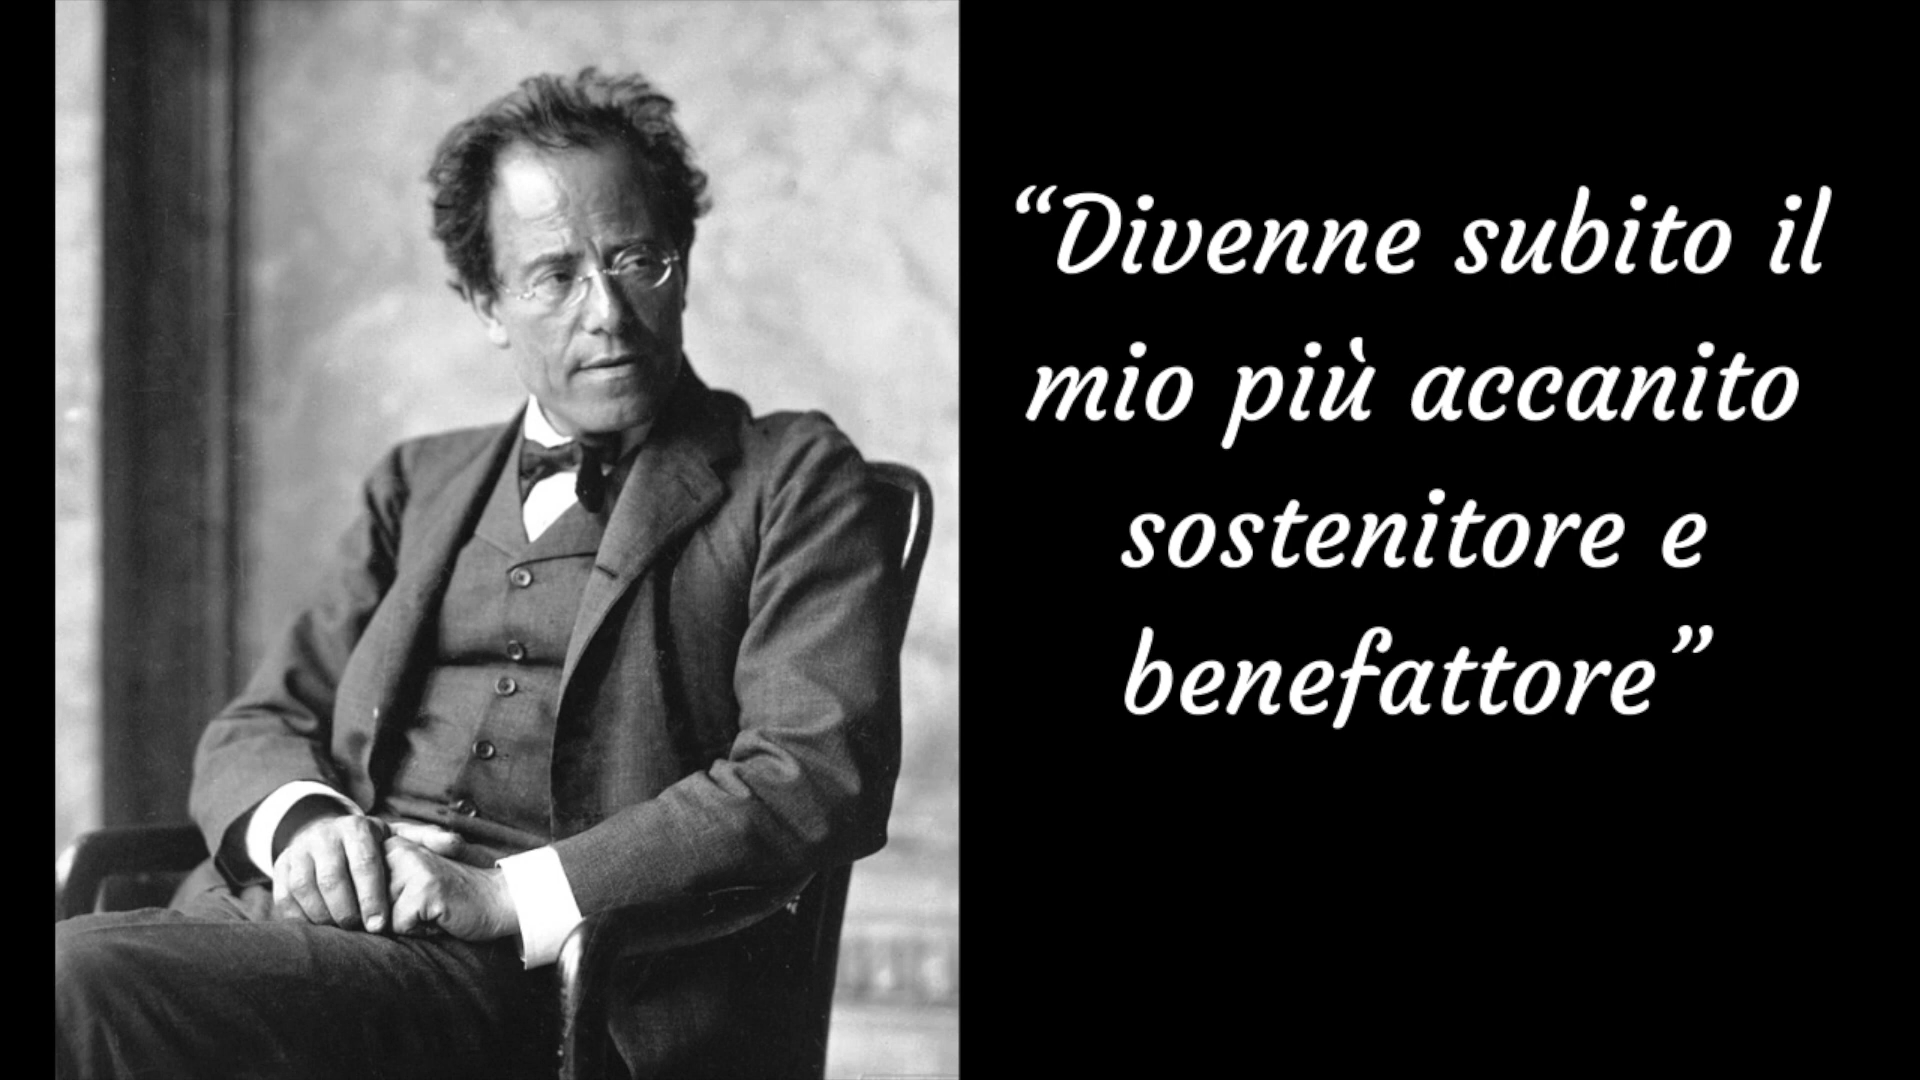 “Divenne subito il
mio più accanito
sostenitore e
benefattore”